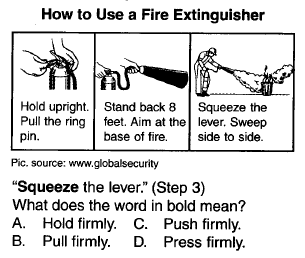 How to Use a Fire Extinguisher
Hold upright.
Pull the ring
pin.
Stand back 8
feet. Aim at the
base of fire.
Squeeze the
lever. Sweep
side to side.
Pic. source: www.globalsecurity
"Squeeze the lever." (Step 3)
What does the word in bold mean?
A. Hold firmly. C. Push firmly.
B. Pull firmly. D. Press firmly.